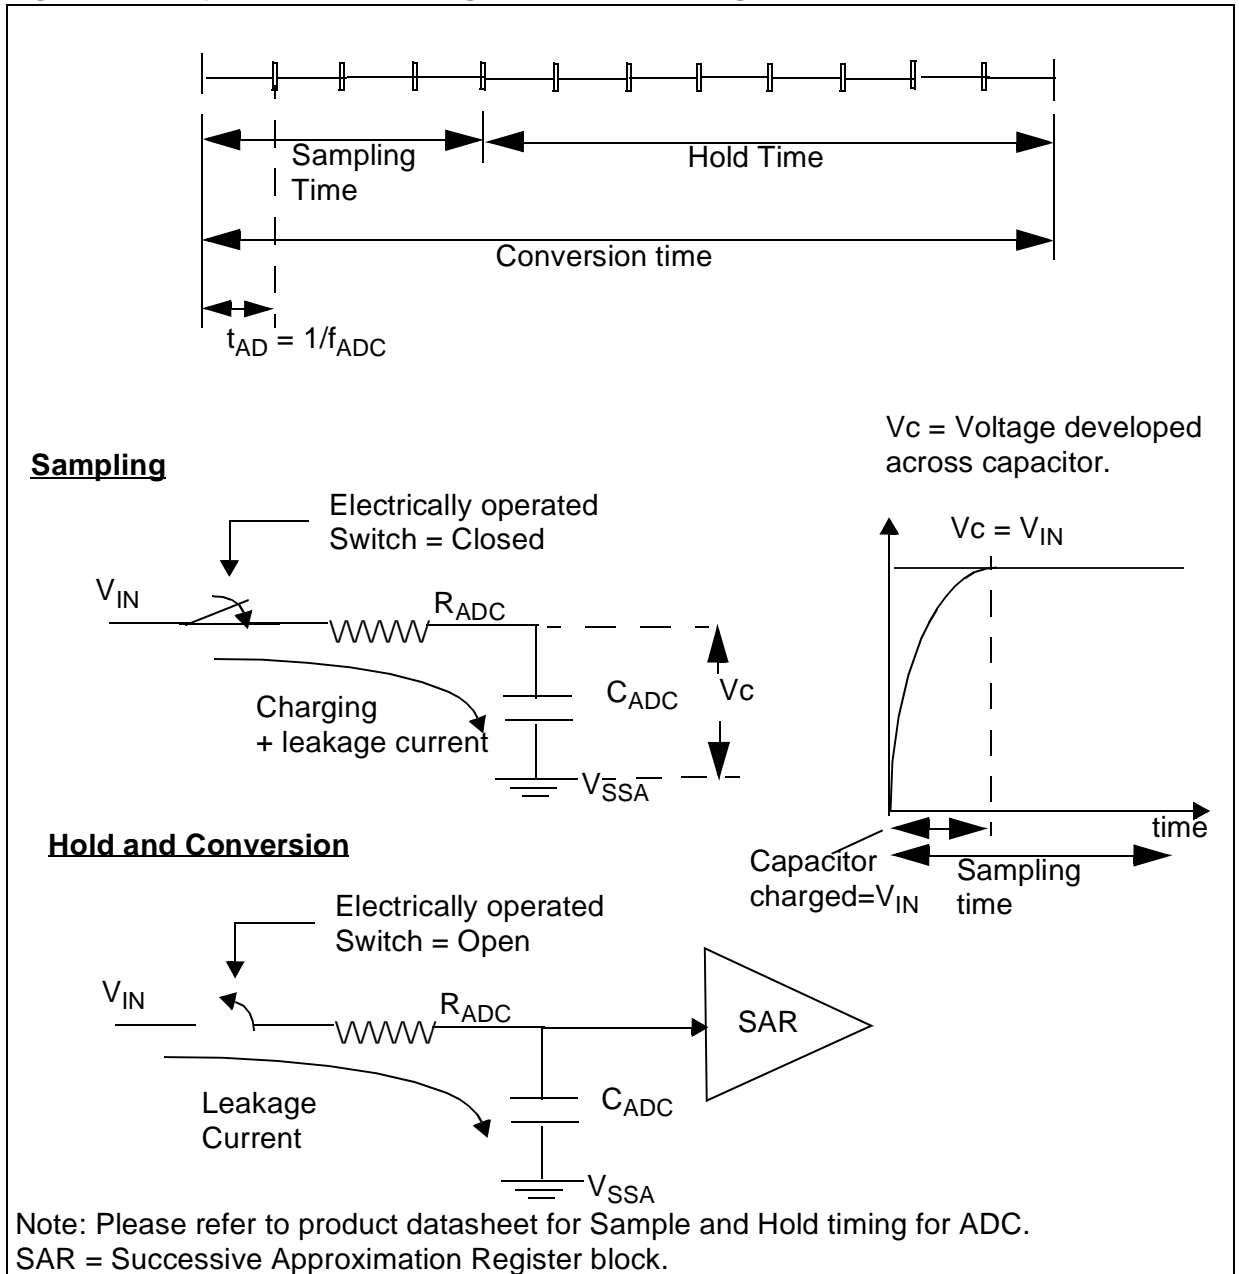 Sampling
Time
Hold Time
Conversion time
tAD = 1/fADC
Vc = Voltage developed
across capacitor.
Sampling
Electrically operated
Switch = Closed
Vc = VIN
VIN
RADC
CADC
Vc
Charging
+ leakage current
VSSA
time
Capacitor
charged=VIN
Sampling
time
Hold and Conversion
Electrically operated
Switch = Open
VIN
RADC
SAR
CADC
Leakage
Current
VSSA
Note: Please refer to product datasheet for Sample and Hold timing for ADC.
SAR = Successive Approximation Register block.